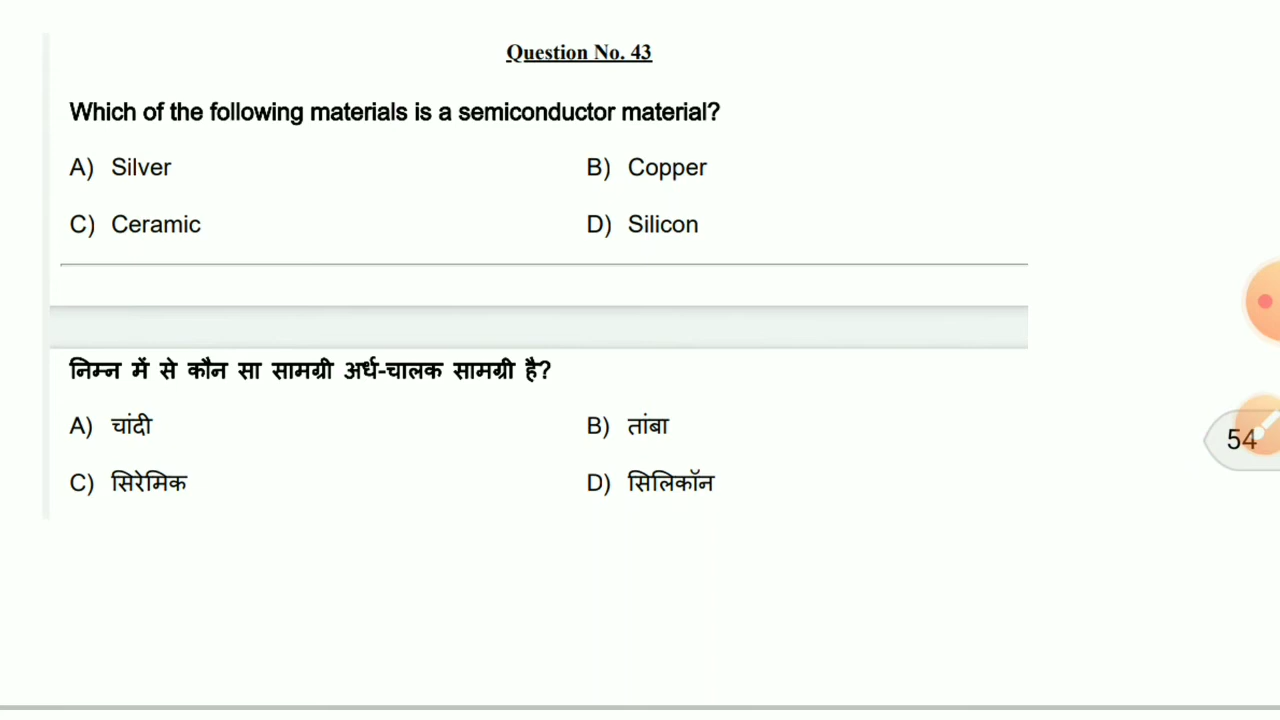 Question No. 43
Which of the following materials is a semiconductor material?
A) Silver B) Copper
C) Ceramic D) Silicon
निम्न में से कौन सा सामग्री अर्ध-चालक सामग्री है?
A) चांदी B) तांबा
C) सिरेमिक D) सिलिकॉन
54